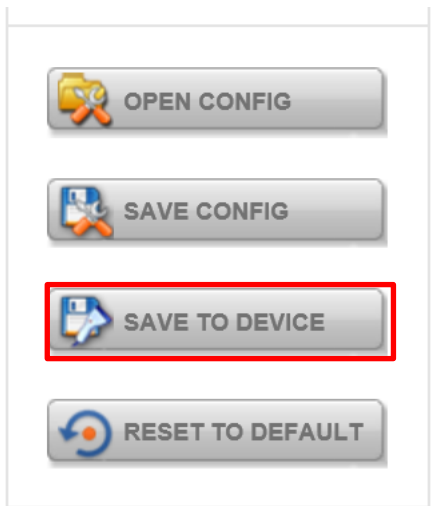 OPEN CONFIG
SAVE CONFIG
SAVE TO DEVICE
RESET TO DEFAULT